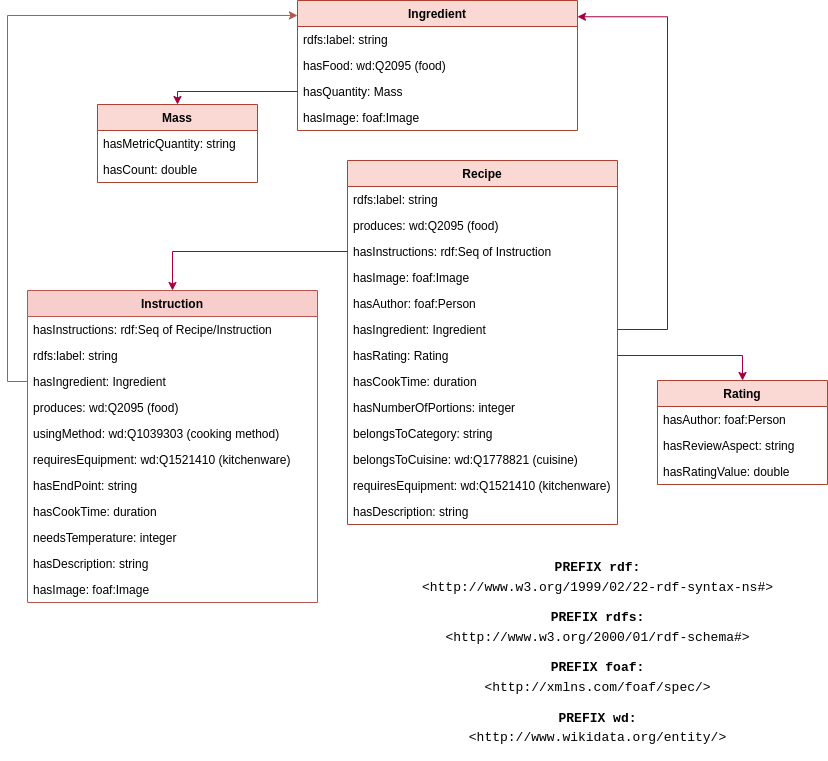 Ingredient
rdfs:label: string
hasFood: wd:Q2095 (food)
hasQuantity: Mass
hasImage: foaf:Image
Mass
hasMetricQuantity: string
hasCount: double
Recipe
rdfs:label: string
produces: wd:Q2095 (food)
hasInstructions: rdf:Seq of Instruction
hasImage: foaf:Image
hasAuthor: foaf:Person
hasIngredient: Ingredient
hasRating: Rating
hasCookTime: duration
hasNumberOfPortions: integer
belongsToCategory: string
belongsToCuisine: wd:Q1778821 (cuisine)
requiresEquipment: wd:Q1521410 (kitchenware)
hasDescription: string
Instruction
hasInstructions: rdf:Seq of Recipe/Instruction
rdfs:label: string
hasIngredient: Ingredient
produces: wd:Q2095 (food)
usingMethod: wd:Q1039303 (cooking method)
requiresEquipment: wd:Q1521410 (kitchenware)
hasEndPoint: string
hasCookTime: duration
needsTemperature: integer
hasDescription: string
hasImage: foaf:Image
Rating
hasAuthor: foaf:Person
hasReviewAspect: string
hasRatingValue: double
PREFIX rdf:
<http://www.w3.org/1999/02/22-rdf-syntax-ns#>
PREFIX rdfs:
<http://www.w3.org/2000/01/rdf-schema#>
PREFIX foaf:
<http://xmlns.com/foaf/spec/>
PREFIX wd:
<http://www.wikidata.org/entity/>